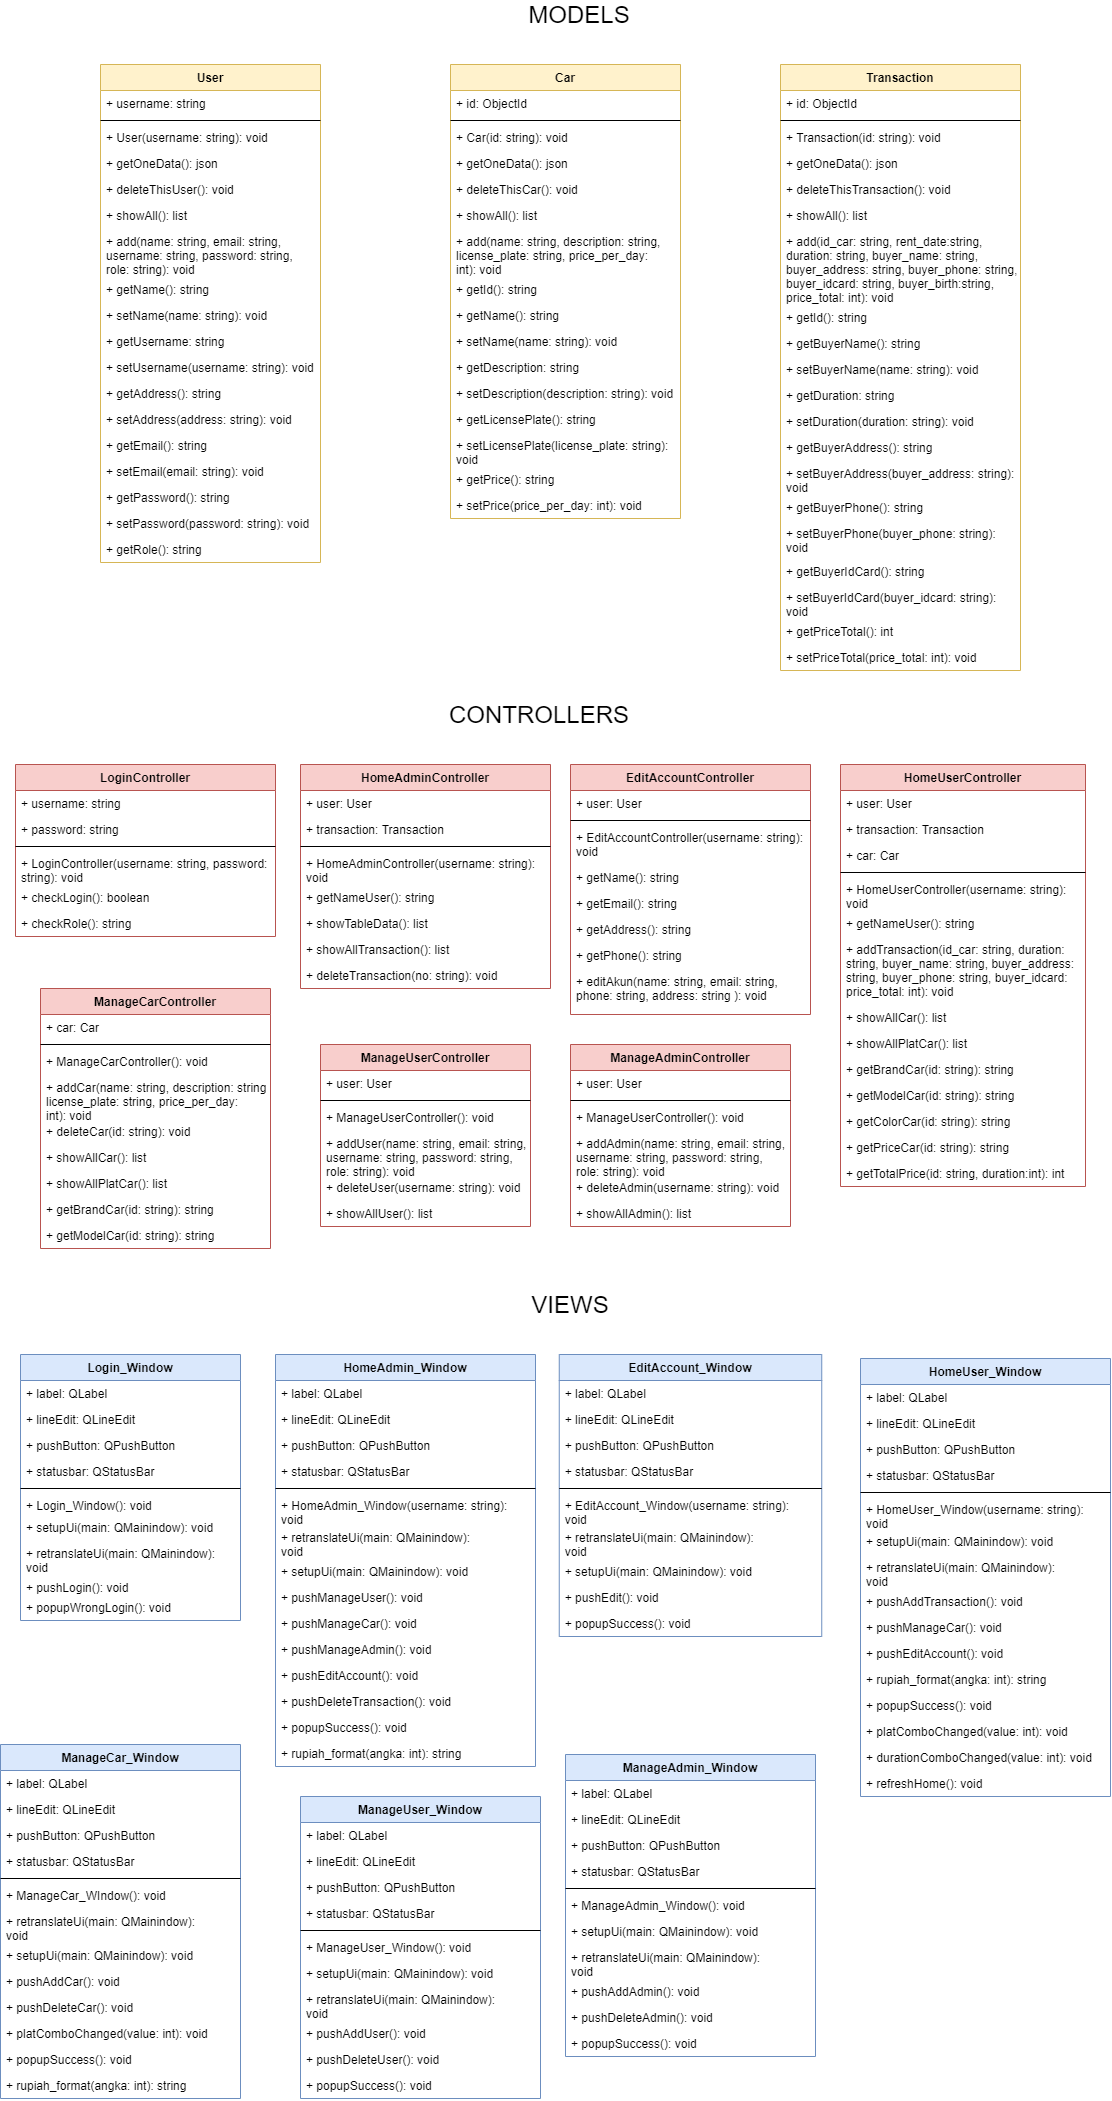 MODELS
User
+ username: string
+ User(username: string): void
+ getOneData(): json
+ deleteThisUser(): void
+ showAll(): list
+ add(name: string, email: string,
username: string, password: string,
role: string): void
+ getName(): string
+ setName(name: string): void
+ getUsername: string
+ setUsername(username: string): void
+ getAddress(): string
+ setAddress(address: string): void
+ getEmail(): string
+ setEmail(email: string): void
+ getPassword(): string
+ setPassword(password: string): void
+ getRole(): string
Car
+ id: ObjectId
+ Car(id: string): void
+ getOneData(): json
+ deleteThisCar(): void
+ showAll(): list
+ add(name: string, description: string,
license_plate: string, price_per_day:
int): void
+ getId(): string
+ getName(): string
+ setName(name: string): void
+ getDescription: string
+ setDescription(description: string): void
+ getLicensePlate(): string
+ setLicensePlate(license_plate: string):
void
+ getPrice(): string
+ setPrice(price_per_day: int): void
Transaction
+ id: ObjectId
+ Transaction(id: string): void
+ getOneData(): json
+ deleteThisTransaction(): void
+ showAll(): list
+ add(id_car: string, rent_date:string,
duration: string, buyer_name: string,
buyer_address: string, buyer_phone: string,
buyer_idcard: string, buyer_birth:string,
price_total: int): void
+ getId(): string
+ getBuyerName(): string
+ setBuyerName(name: string): void
+ getDuration: string
+ setDuration(duration: string): void
+ getBuyerAddress(): string
+ setBuyerAddress(buyer_address: string):
void
+ getBuyerPhone(): string
+ setBuyerPhone(buyer_phone: string):
void
+ getBuyerIdCard(): string
+ setBuyerIdCard(buyer_idcard: string):
void
+ getPriceTotal(): int
+ setPriceTotal(price_total: int): void
CONTROLLERS
LoginController
+ username: string
+ password: string
+ LoginController(username: string, password:
string): void
+ checkLogin(): boolean
+ checkRole(): string
HomeAdminController
+ user: User
+ transaction: Transaction
+ HomeAdminController(username: string):
void
+ getNameUser(): string
+ showTableData(): list
+ showAllTransaction(): list
+ deleteTransaction(no: string): void
EditAccountController
+ user: User
+ EditAccountController(username: string):
void
+ getName(): string
+ getEmail(): string
+ getAddress(): string
+ getPhone(): string
+ editAkun(name: string, email: string,
phone: string, address: string ): void
HomeUserController
+ user: User
+ transaction: Transaction
+ car: Car
+ HomeUserController(username: string):
void
+ getNameUser(): string
+ addTransaction(id_car: string, duration:
string, buyer_name: string, buyer_address:
string, buyer_phone: string, buyer_idcard:
price_total: int): void
+ showAllCar(): list
+ showAllPlatCar(): list
+ getBrandCar(id: string): string
+ getModelCar(id: string): string
+ getColorCar(id: string): string
+ getPriceCar(id: string): string
+ getTotalPrice(id: string, duration:int): int
ManageCarController
+ car: Car
+ ManageCarController(): void
+ addCar(name: string, description: string
license_plate: string, price_per_day:
int): void
+ deleteCar(id: string): void
+ showAllCar(): list
+ showAllPlatCar(): list
+ getBrandCar(id: string): string
+ getModelCar(id: string): string
ManageUserController
+ user: User
+ ManageUserController(): void
+ addUser(name: string, email: string,
username: string, password: string,
role: string): void
+ deleteUser(username: string): void
+ showAllUser(): list
ManageAdminController
+ user: User
+ ManageUserController(): void
+ addAdmin(name: string, email: string,
username: string, password: string,
role: string): void
+ deleteAdmin(username: string): void
+ showAllAdmin(): list
VIEWS
Login_Window
+ label: QLabel
+ lineEdit: QLineEdit
+ pushButton: QPushButton
+ statusbar: QStatusBar
+ Login_Window(): void
+ setupUi(main: QMainindow): void
+ retranslateUi(main: QMainindow):
void
+ pushLogin(): void
+ popupWrongLogin(): void
HomeAdmin_Window
+ label: QLabel
+ lineEdit: QLineEdit
+ pushButton: QPushButton
+ statusbar: QStatusBar
+ HomeAdmin_Window(username: string):
void
+ retranslateUi(main: QMainindow):
void
+ setupUi(main: QMainindow): void
+ pushManageUser(): void
+ pushManageCar(): void
+ pushManageAdmin(): void
+ pushEditAccount(): void
+ pushDeleteTransaction(): void
+ popupSuccess(): void
+ rupiah_format(angka: int): string
EditAccount_Window
+ label: QLabel
+ lineEdit: QLineEdit
+ pushButton: QPushButton
+ statusbar: QStatusBar
+ EditAccount_Window(username: string):
void
+ retranslateUi(main: QMainindow):
void
+ setupUi(main: QMainindow): void
+ pushEdit(): void
+ popupSuccess(): void
HomeUser_Window
+ label: QLabel
+ lineEdit: QLineEdit
+ pushButton: QPushButton
+ statusbar: QStatusBar
+ HomeUser_Window(username: string):
void
+ setupUi(main: QMainindow): void
+ retranslateUi(main: QMainindow):
void
+ pushAddTransaction(): void
+ pushManageCar(): void
+ pushEditAccount(): void
+ rupiah_format(angka: int): string
+ popupSuccess(): void
+ platComboChanged(value: int): void
+ durationComboChanged(value: int): void
+ refreshHome(): void
ManageCar_Window
+ label: QLabel
+ lineEdit: QLineEdit
+ pushButton: QPushButton
+ statusbar: QStatusBar
+ ManageCar_WIndow(): void
+ retranslateUi(main: QMainindow):
void
+ setupUi(main: QMainindow): void
+ pushAddCar(): void
+ pushDeleteCar(): void
+ platComboChanged(value: int): void
+ popupSuccess(): void
+ rupiah_format(angka: int): string
ManageUser_Window
+ label: QLabel
+ lineEdit: QLineEdit
+ pushButton: QPushButton
+ statusbar: QStatusBar
+ ManageUser_Window(): void
+ setupUi(main: QMainindow): void
+ retranslateUi(main: QMainindow):
void
+ pushAddUser(): void
+ pushDeleteUser(): void
+ popupSuccess(): void
ManageAdmin_Window
+ label: QLabel
+ lineEdit: QLineEdit
+ pushButton: QPushButton
+ statusbar: QStatusBar
+ ManageAdmin_Window(): void
+ setupUi(main: QMainindow): void
+ retranslateUi(main: QMainindow):
void
+ pushAddAdmin(): void
+ pushDeleteAdmin(): void
+ popupSuccess(): void